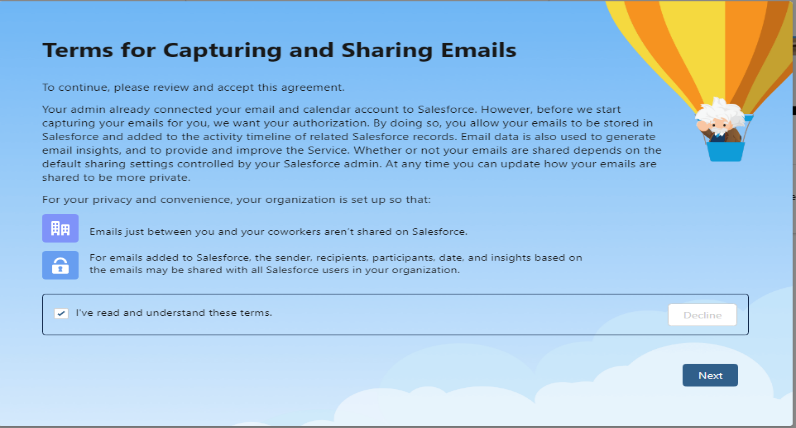 Terms for Capturing and Sharing Emails
To continue, please review and accept this agreement.
Your admin already connected your email and calendar account to Salesforce. However, before we start
capturing your emails for you, we want your authorization. By doing so, you allow your emails to be stored in
Salesforce and added to the activity timeline of related Salesforce records. Email data is also used to generate
email insights, and to provide and improve the Service. Whether or not your emails are shared depends on the
default sharing settings controlled by your Salesforce admin. At any time you can update how your emails are
shared to be more private.
For your privacy and convenience, your organization is set up so that:
Emails just between you and your coworkers aren't shared on Salesforce.
For emails added to Salesforce, the sender, recipients, participants, date, and insights based on
the emails may be shared with all Salesforce users in your organization.
I've read and understand these terms.
Decline
Next